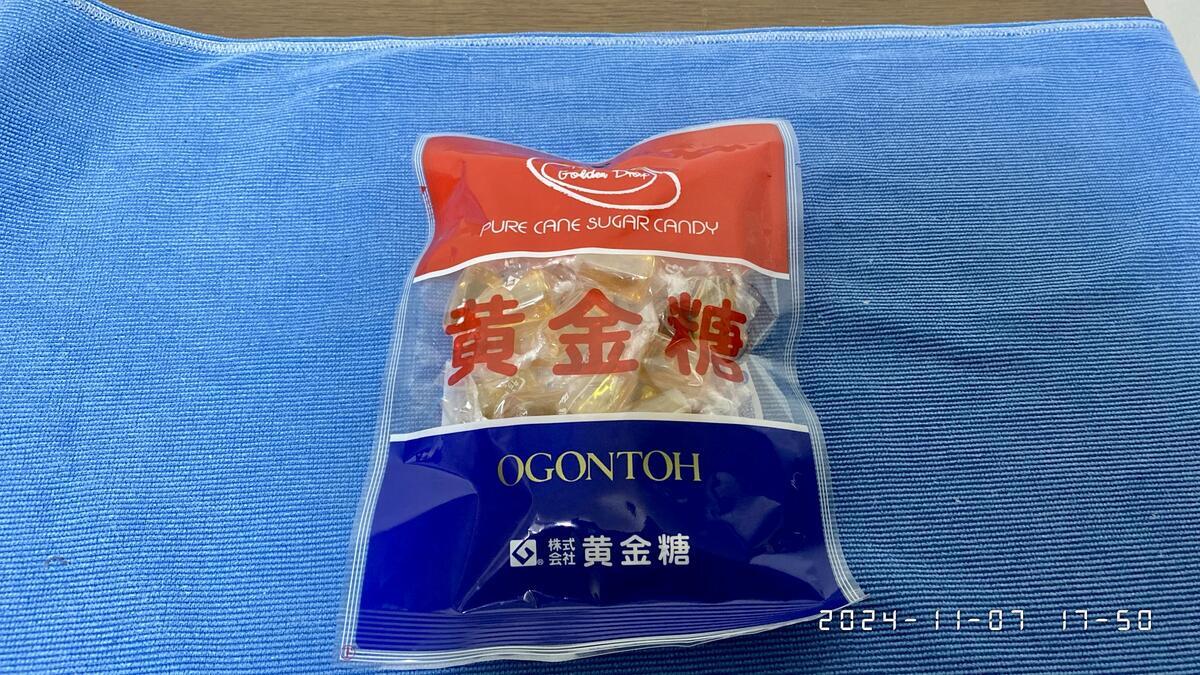 Golden Drop
PURE CANE SUGAR CANDY
黄金糖
OGONTOH
株式会社 黄金糖
2024-11-07 17-50